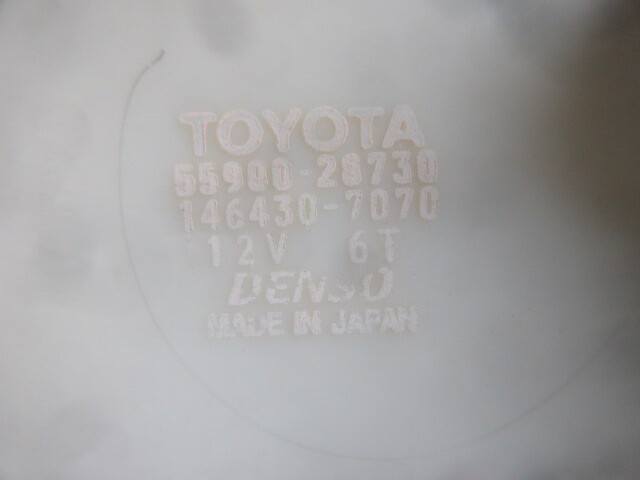 TOYOTA
55900-28730
146430-7070
12V 6T
DENSO
MADE IN JAPAN